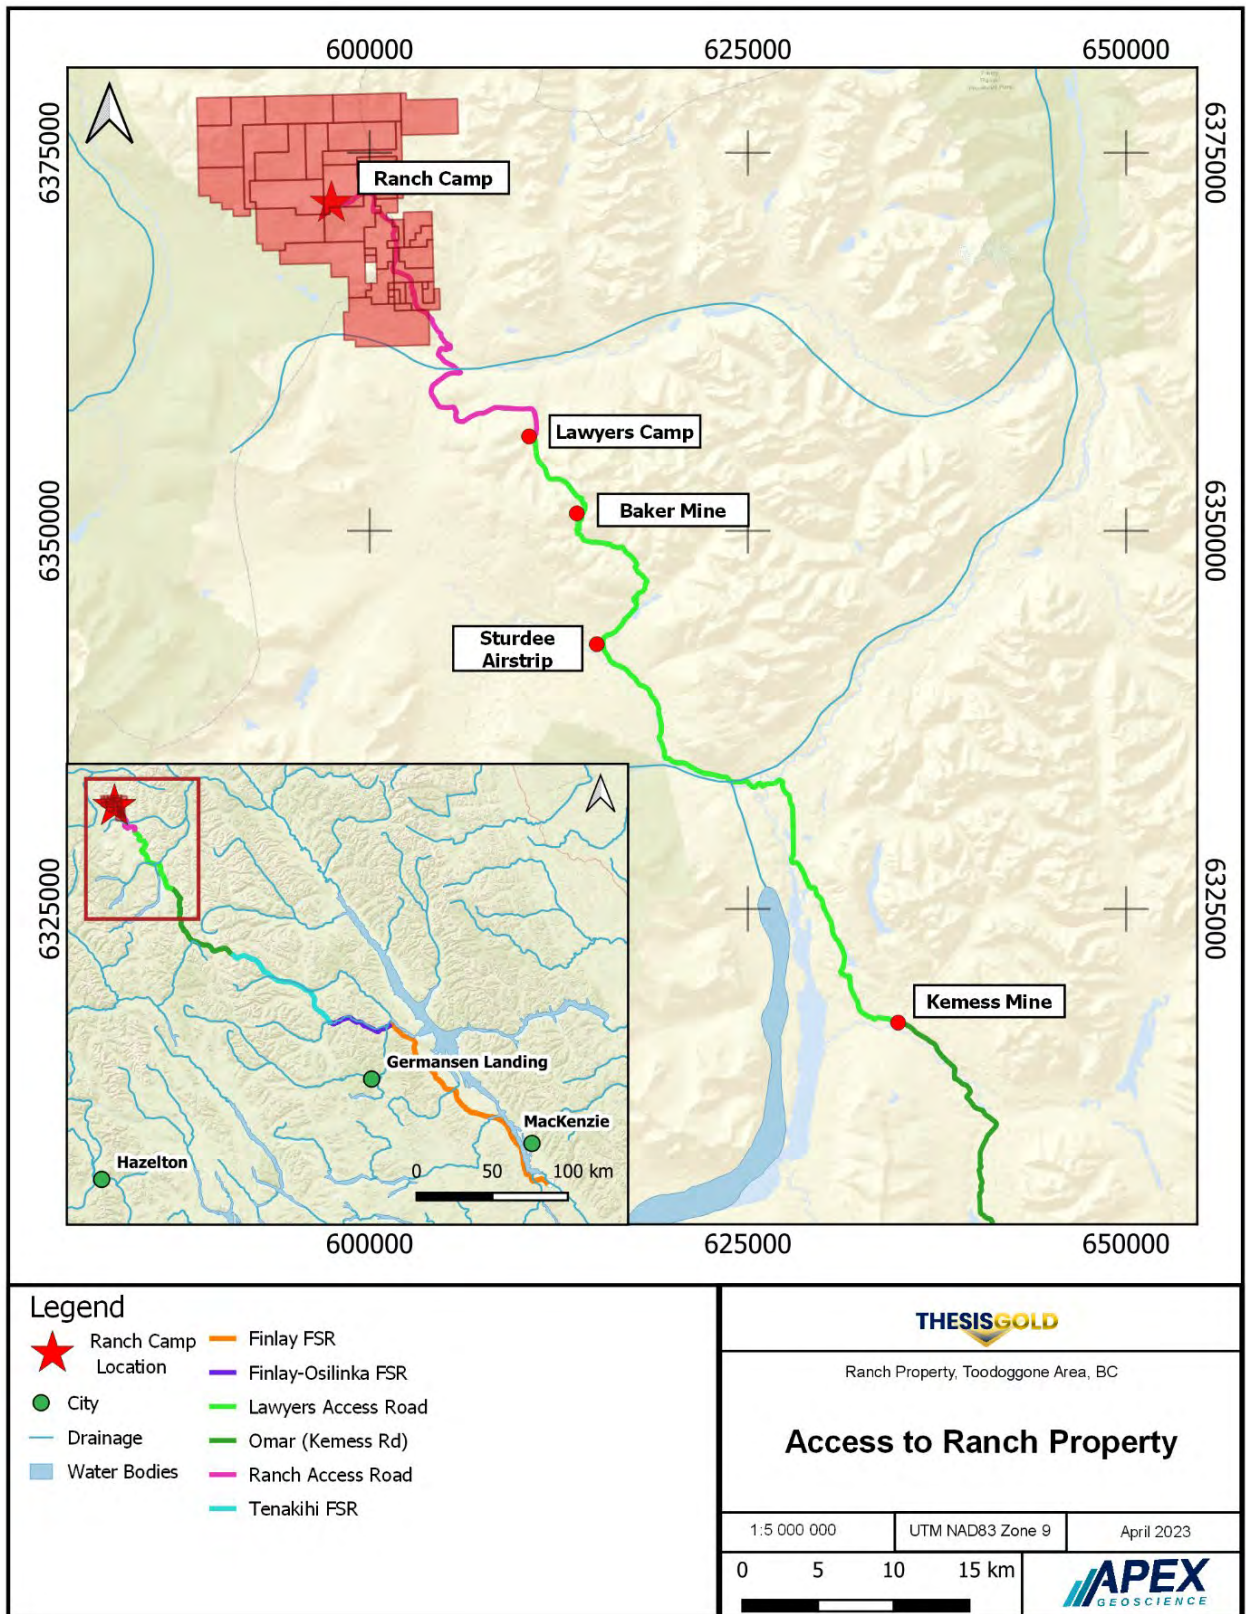 600000
625000
650000
6375000
6375000
Ranch Camp
Lawyers Camp
Baker Mine
6350000
6350000
Sturdee
Airstrip
6325000
6325000
Kemess Mine
Germansen Landing
MacKenzie
Hazelton
0 50 100 km
600000
625000
650000
Legend
Ranch Camp
Location
City
Drainage
Water Bodies
Finlay FSR
Finlay-Osilinka FSR
Lawyers Access Road
Omar (Kemess Rd)
Ranch Access Road
Tenakihi FSR
THESISGOLD
Ranch Property, Toodoggone Area, BC
Access to Ranch Property
1:5 000 000
UTM NAD83 Zone 9
April 2023
0 5 10 15 km
APEX
GEOSCIENCE